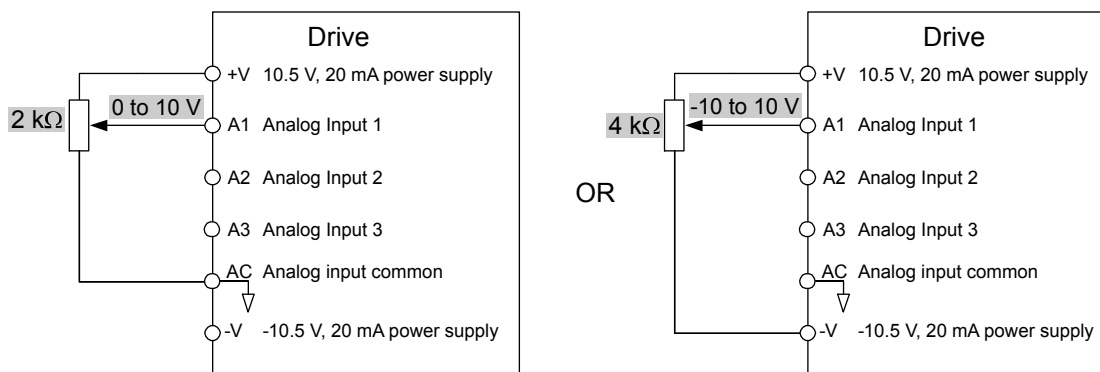 Drive
+V 10.5 V, 20 mA power supply
2 kΩ
0 to 10 V
A1 Analog Input 1
A2 Analog Input 2
A3 Analog Input 3
AC Analog input common
-V -10.5 V, 20 mA power supply
OR
Drive
+V 10.5 V, 20 mA power supply
4 kΩ
-10 to 10 V
A1 Analog Input 1
A2 Analog Input 2
A3 Analog Input 3
AC Analog input common
-V -10.5 V, 20 mA power supply